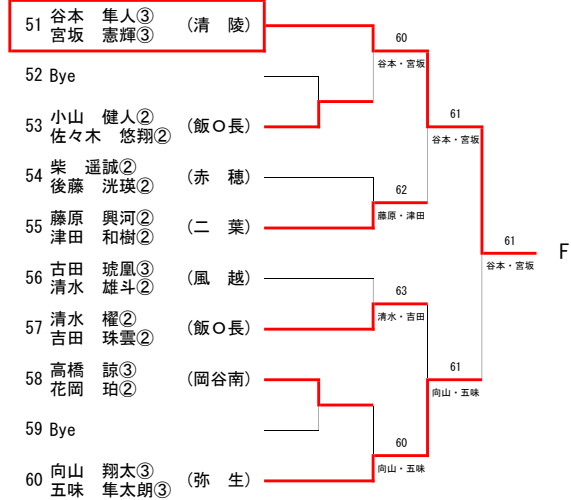 51 谷本　隼人③ (清　陵)
宮坂　憲輝③
60
谷本・宮坂
52 Bye
53 小山　健人② (飯O長)
佐々木　悠翔②
61
谷本・宮坂
54 柴　遥誠② (赤　穂)
後藤　洸瑛②
62
藤原・津田
55 藤原　興河② (二　葉)
津田　和樹②
61
谷本・宮坂
F
56 古田　琥凰③ (風　越)
清水　雄斗②
63
清水・吉田
57 清水　櫂② (飯O長)
吉田　珠雲②
61
向山・五味
58 高橋　諒③ (岡谷南)
花岡　珀②
59 Bye
60
向山・五味
60 向山　翔太③ (弥　生)
五味　隼太朗③